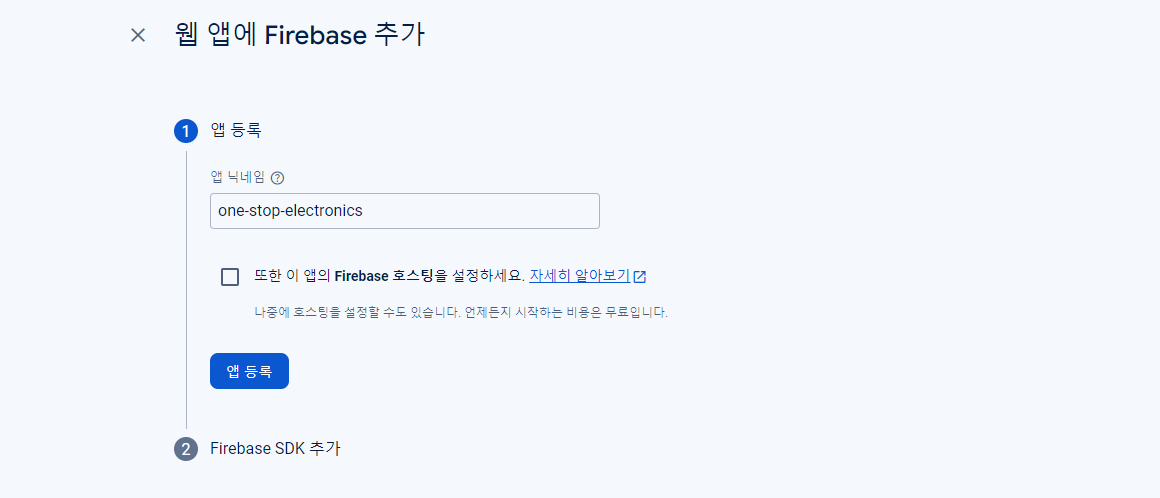 웹 앱에 Firebase 추가
1 앱 등록
앱 닉네임 ?
one-stop-electronics
또한 이 앱의 Firebase 호스팅을 설정하세요. 자세히 알아보기
나중에 호스팅을 설정할 수도 있습니다. 언제든지 시작하는 비용은 무료입니다.
앱 등록
2 Firebase SDK 추가